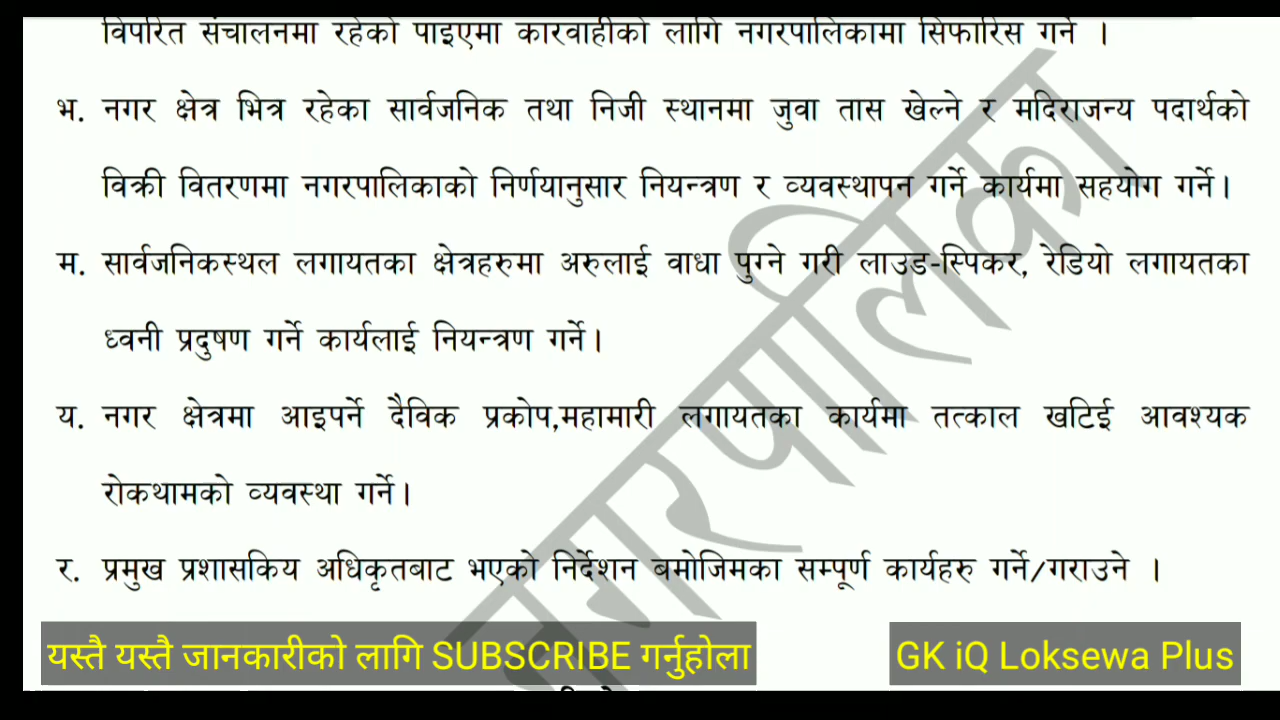 विपरित संचालनमा रहेको पाइएमा कारवाहीको लागि नगरपालिकामा सिफारिस गर्ने ।
भ. नगर क्षेत्र भित्र रहेका सार्वजनिक तथा निजी स्थानमा जुवा तास खेल्ने र मदिराजन्य पदार्थको
विक्री वितरणमा नगरपालिकाको निर्णयानुसार नियन्त्रण र व्यवस्थापन गर्ने कार्यमा सहयोग गर्ने।
म. सार्वजनिकस्थल लगायतका क्षेत्रहरुमा अरुलाई वाधा पुग्ने गरी लाउड-स्पिकर, रेडियो लगायतका
ध्वनी प्रदुषण गर्ने कार्यलाई नियन्त्रण गर्ने।
य. नगर क्षेत्रमा आइपर्ने दैविक प्रकोप,महामारी लगायतका कार्यमा तत्काल खटिई आवश्यक
रोकथामको व्यवस्था गर्ने।
र. प्रमुख प्रशासकिय अधिकृतबाट भएको निर्देशन बमोजिमका सम्पूर्ण कार्यहरु गर्ने/गराउने ।
नगरपालिका
यस्तै यस्तै जानकारीको लागि SUBSCRIBE गर्नुहोला
GK iQ Loksewa Plus